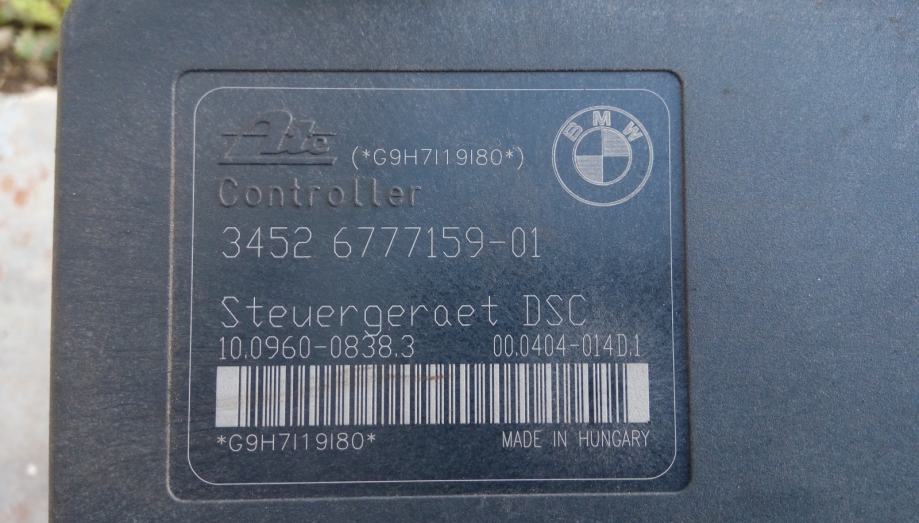 Ate (*G9H7I19I80*) BMW
Controller
3452 6777159-01
Steuergeraet DSC
10.0960-0838.3 00.0404-014D.1
*G9H7I19I80* MADE IN HUNGARY